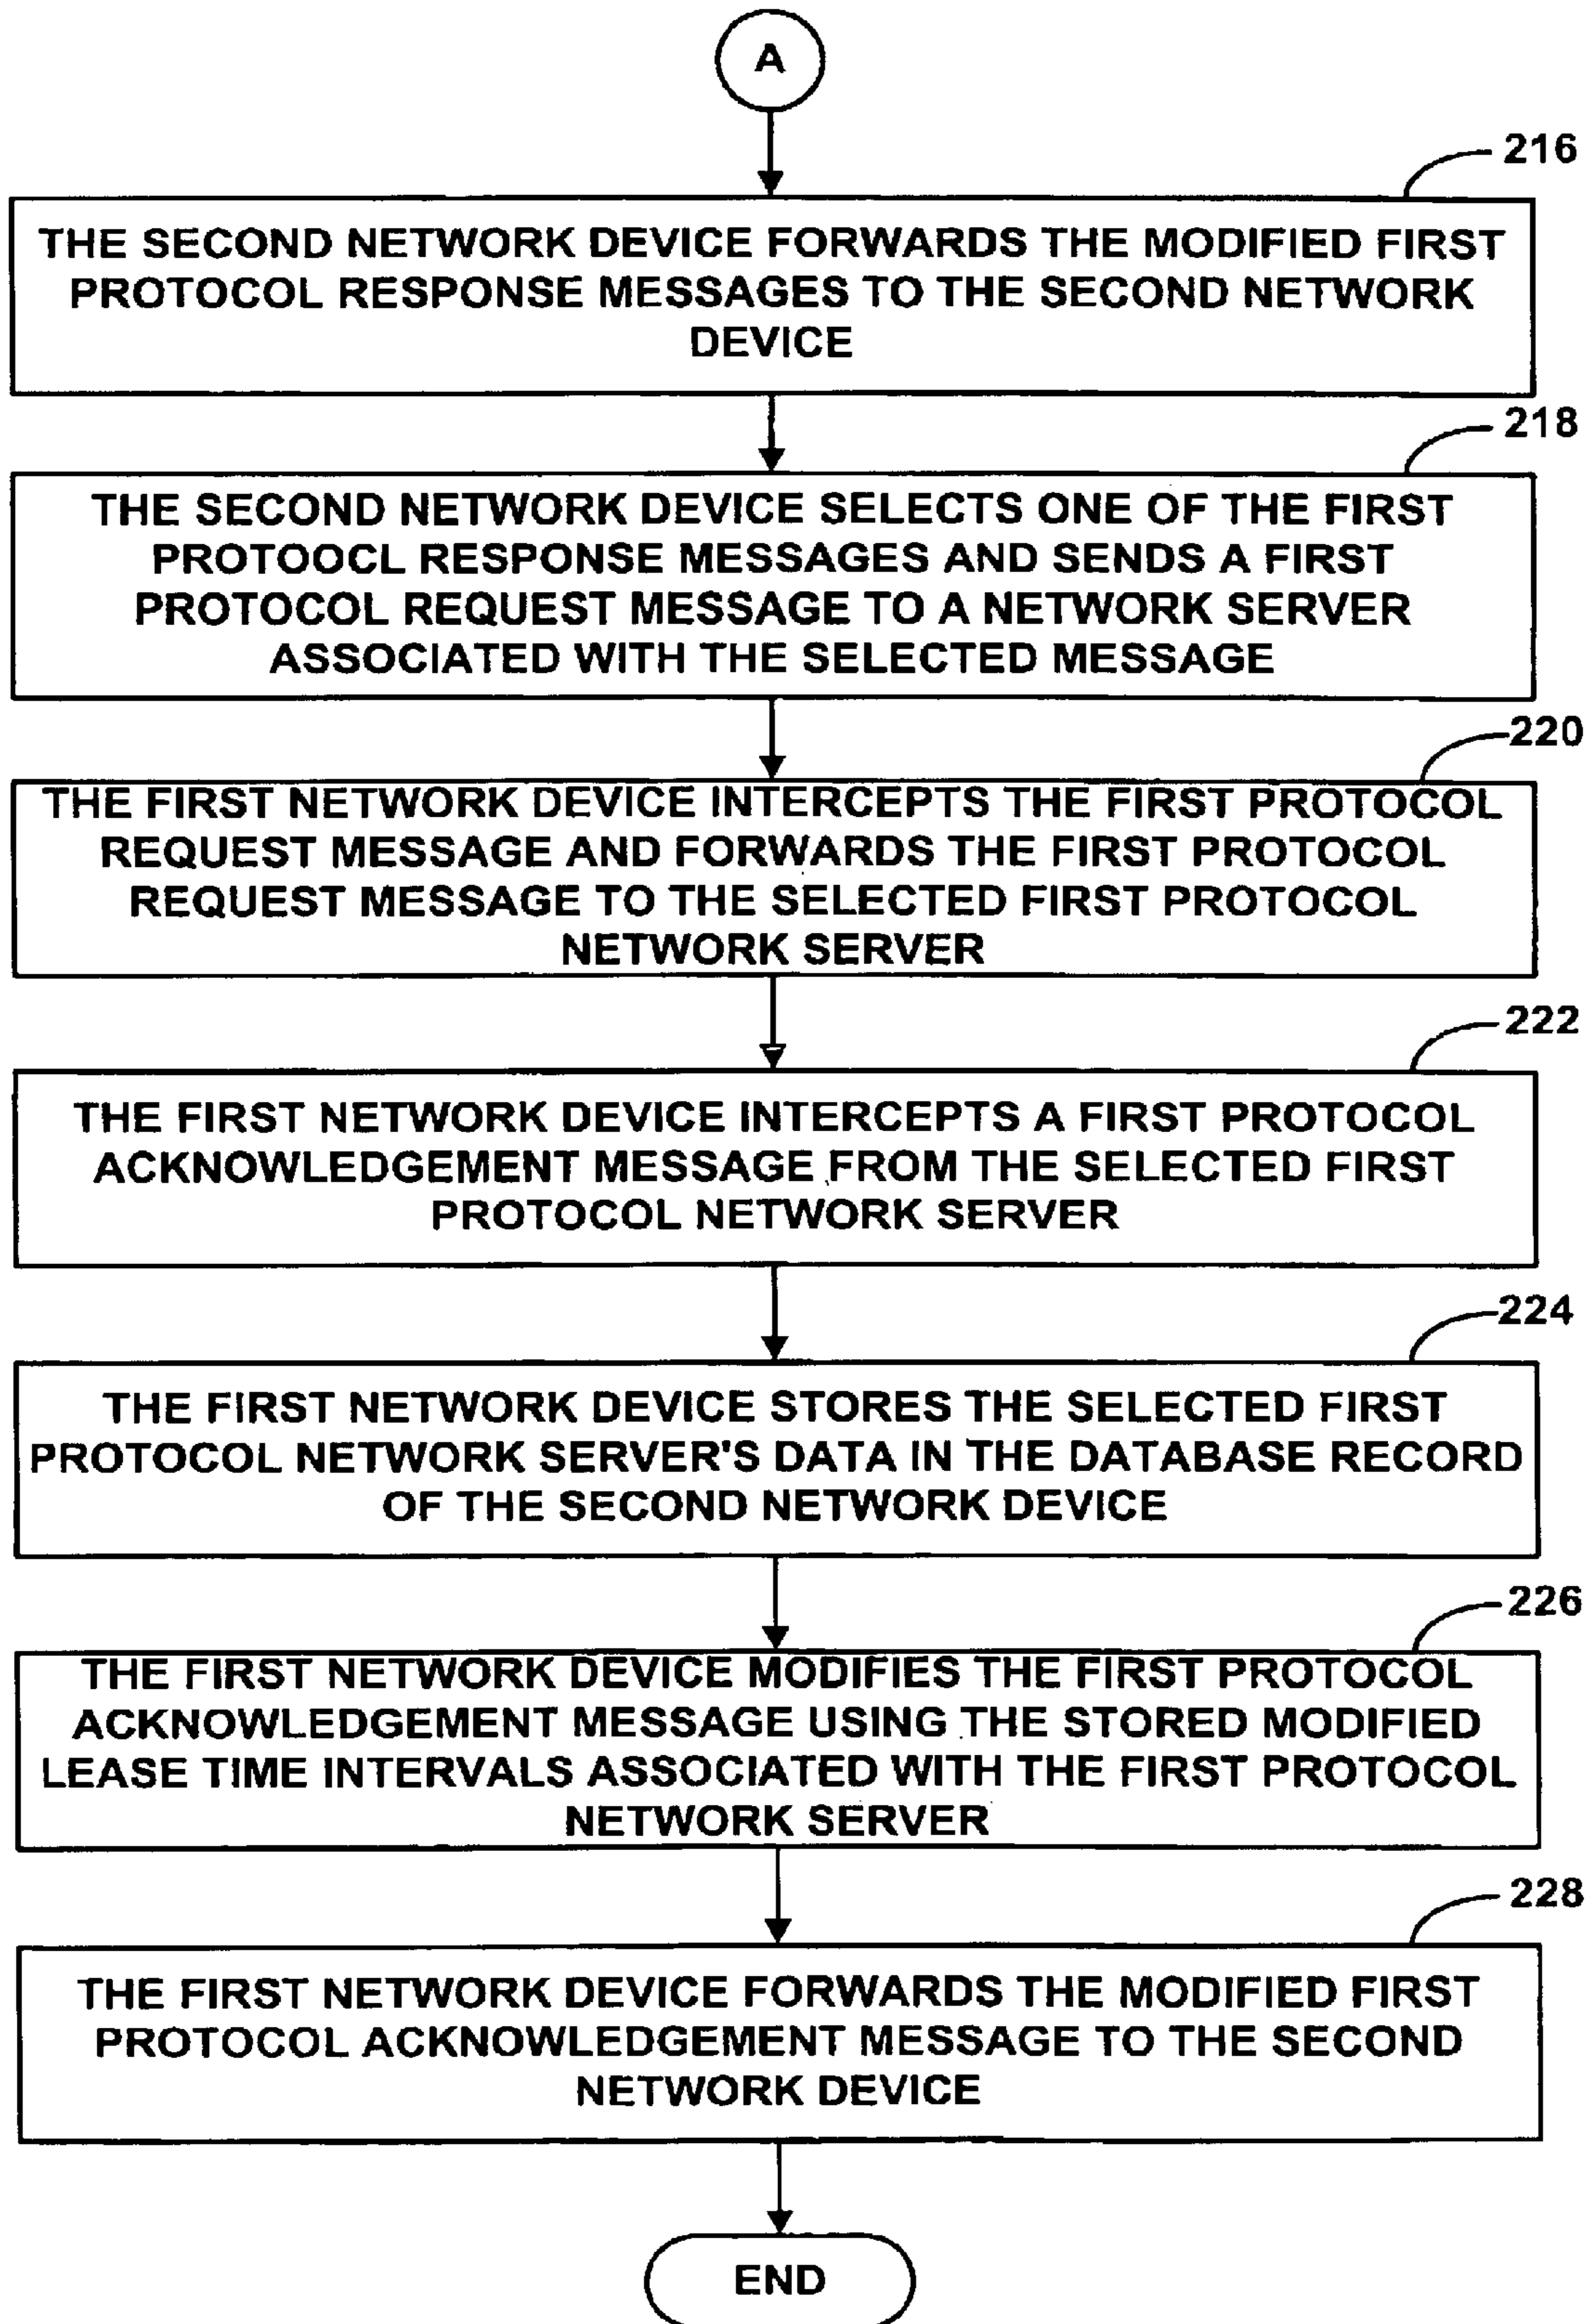 A
216
THE SECOND NETWORK DEVICE FORWARDS THE MODIFIED FIRST
PROTOCOL RESPONSE MESSAGES TO THE SECOND NETWORK
DEVICE
218
THE SECOND NETWORK DEVICE SELECTS ONE OF THE FIRST
PROTOOCL RESPONSE MESSAGES AND SENDS A FIRST
PROTOCOL REQUEST MESSAGE TO A NETWORK SERVER
ASSOCIATED WITH THE SELECTED MESSAGE
220
THE FIRST NETWORK DEVICE INTERCEPTS THE FIRST PROTOCOL
REQUEST MESSAGE AND FORWARDS THE FIRST PROTOCOL
REQUEST MESSAGE TO THE SELECTED FIRST PROTOCOL
NETWORK SERVER
222
THE FIRST NETWORK DEVICE INTERCEPTS A FIRST PROTOCOL
ACKNOWLEDGEMENT MESSAGE FROM THE SELECTED FIRST
PROTOCOL NETWORK SERVER
224
THE FIRST NETWORK DEVICE STORES THE SELECTED FIRST
PROTOCOL NETWORK SERVER'S DATA IN THE DATABASE RECORD
OF THE SECOND NETWORK DEVICE
226
THE FIRST NETWORK DEVICE MODIFIES THE FIRST PROTOCOL
ACKNOWLEDGEMENT MESSAGE USING THE STORED MODIFIED
LEASE TIME INTERVALS ASSOCIATED WITH THE FIRST PROTOCOL
NETWORK SERVER
228
THE FIRST NETWORK DEVICE FORWARDS THE MODIFIED FIRST
PROTOCOL ACKNOWLEDGEMENT MESSAGE TO THE SECOND
NETWORK DEVICE
END